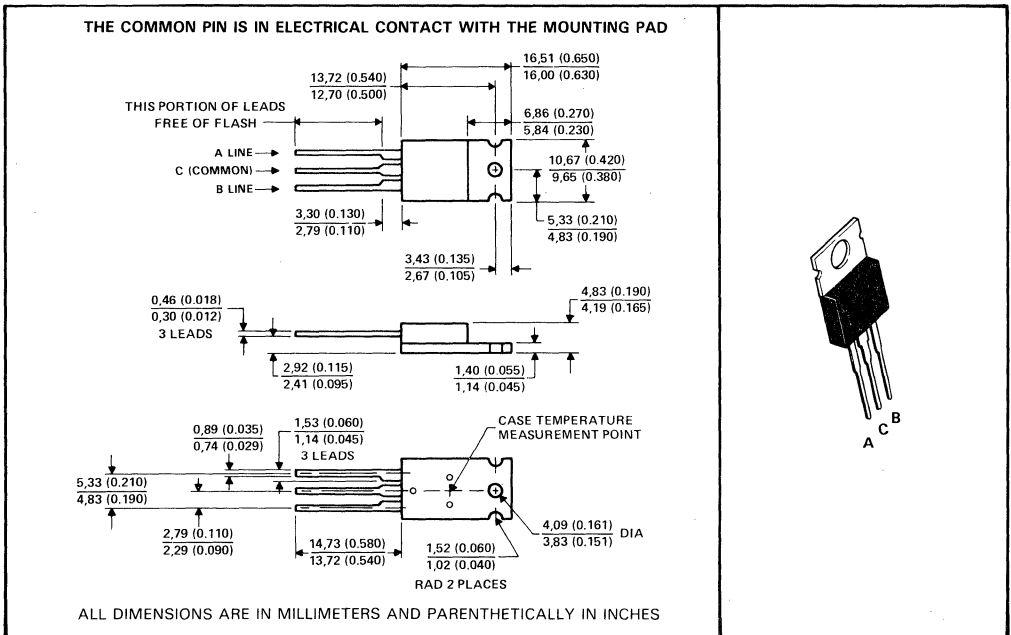 THE COMMON PIN IS IN ELECTRICAL CONTACT WITH THE MOUNTING PAD
16,51 (0.650)
16,00 (0.630)
13,72 (0.540)
12,70 (0.500)
THIS PORTION OF LEADS
FREE OF FLASH
6,86 (0.270)
5,84 (0.230)
A LINE
C (COMMON)
B LINE
10,67 (0.420)
9,65 (0.380)
3,30 (0.130)
2,79 (0.110)
5,33 (0.210)
4,83 (0.190)
3,43 (0.135)
2,67 (0.105)
0,46 (0.018)
0,30 (0.012)
3 LEADS
4,83 (0.190)
4,19 (0.165)
2,92 (0.115)
2,41 (0.095)
1,40 (0.055)
1,14 (0.045)
0,89 (0.035)
0,74 (0.029)
1,53 (0.060)
1,14 (0.045)
3 LEADS
CASE TEMPERATURE
MEASUREMENT POINT
5,33 (0.210)
4,83 (0.190)
2,79 (0.110)
2,29 (0.090)
14,73 (0.580)
13,72 (0.540)
1,52 (0.060)
1,02 (0.040)
RAD 2 PLACES
4,09 (0.161)
3,83 (0.151)
DIA
ALL DIMENSIONS ARE IN MILLIMETERS AND PARENTHETICALLY IN INCHES
A
C
B